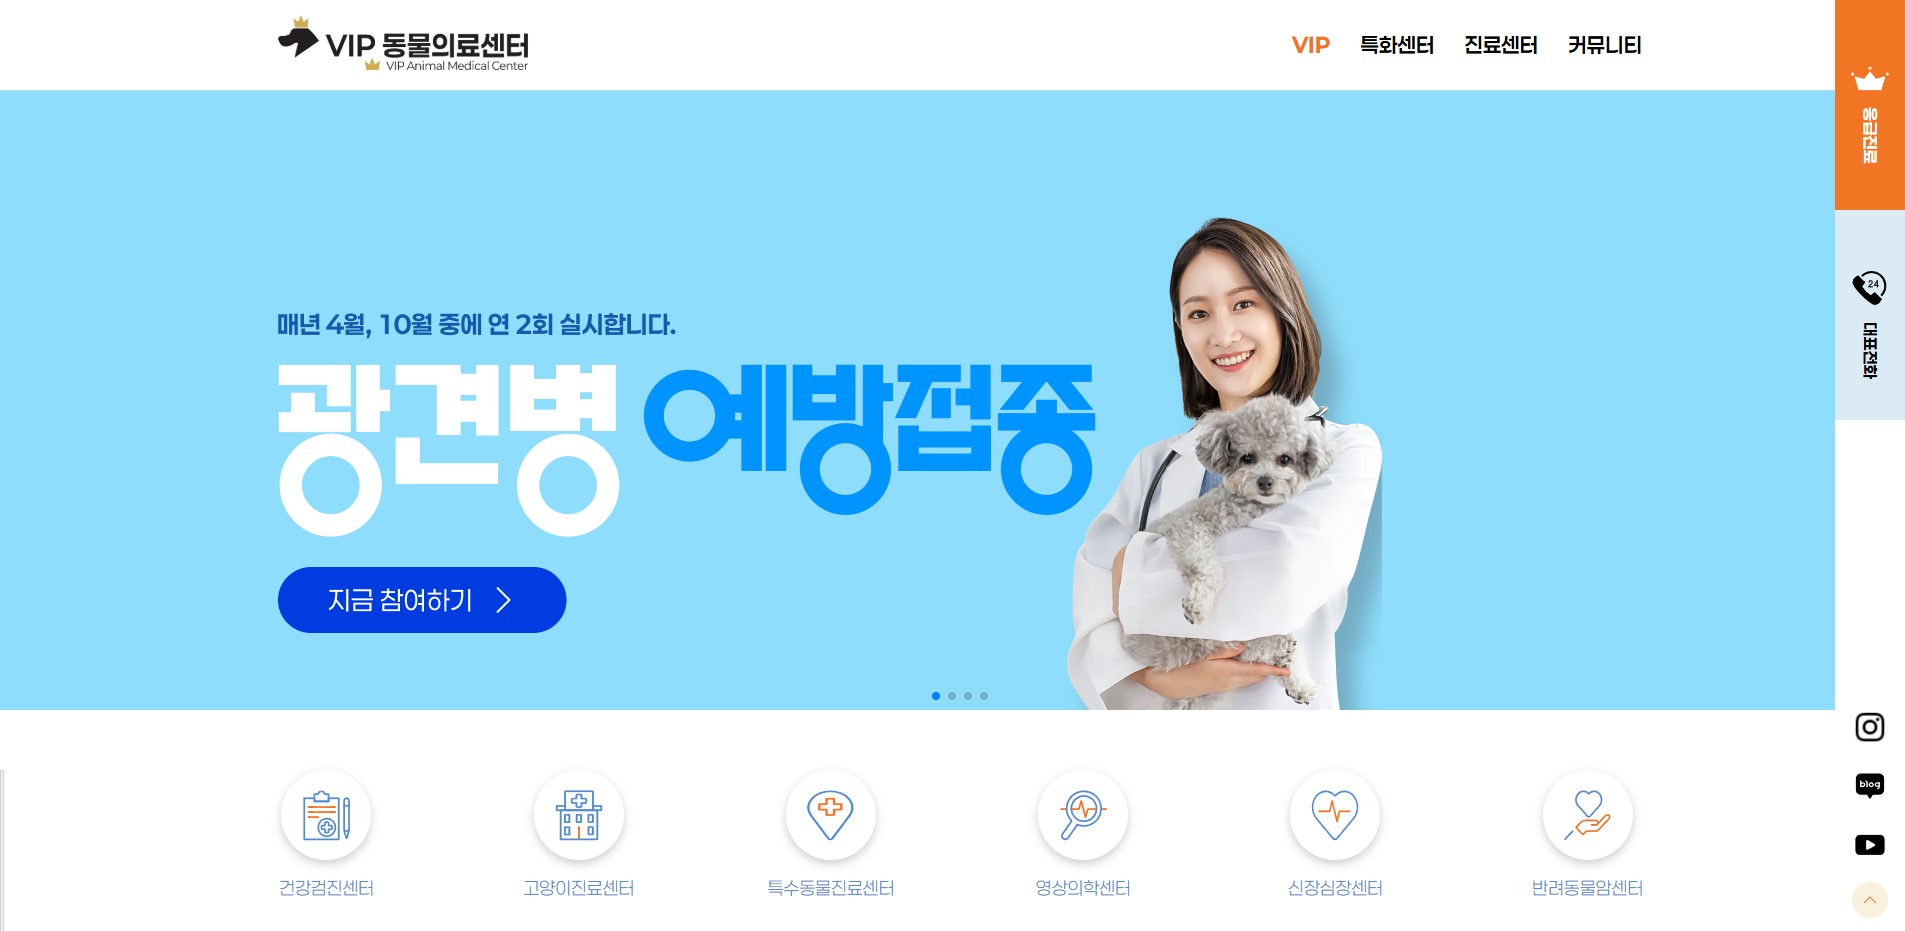 VIP 동물의료센터
VIP Animal Medical Center
VIP 특화센터 진료센터 커뮤니티
응급진료
24
대표전화
매년 4월, 10월 중에 연 2회 실시합니다.
광견병 예방접종
지금 참여하기
blog
건강검진센터 고양이진료센터 특수동물진료센터 영상의학센터 신장심장센터 반려동물암센터